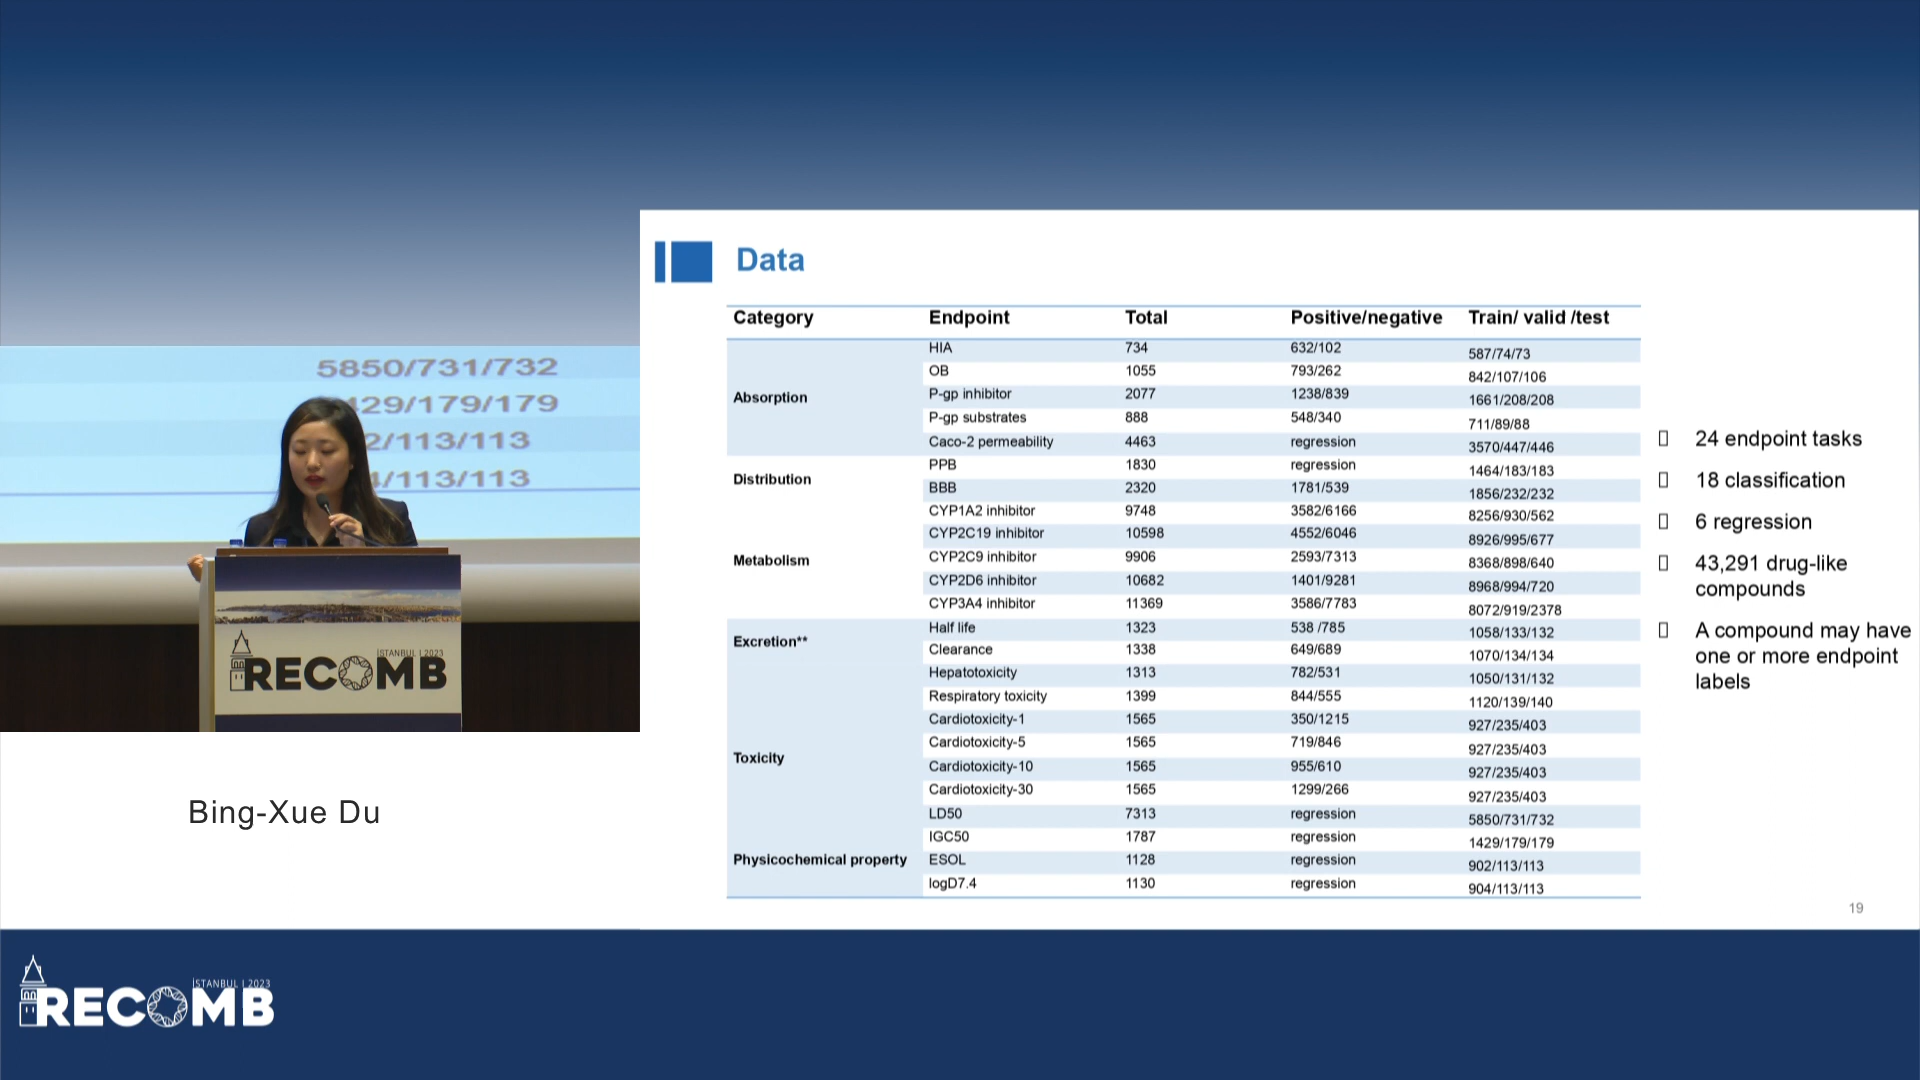 Data
Category Endpoint Total Positive/negative Train/ valid /test
Absorption
HIA 734 632/102 587/74/73
OB 1055 793/262 842/107/106
P-gp inhibitor 2077 1238/839 1661/208/208
P-gp substrates 888 548/340 711/89/88
Caco-2 permeability 4463 regression 3570/447/446
Distribution
PPB 1830 regression 1464/183/183
BBB 2320 1781/539 1856/232/232
Metabolism
CYP1A2 inhibitor 9748 3582/6166 8256/930/562
CYP2C19 inhibitor 10598 4552/6046 8926/995/677
CYP2C9 inhibitor 9906 2593/7313 8368/898/640
CYP2D6 inhibitor 10682 1401/9281 8968/994/720
CYP3A4 inhibitor 11369 3586/7783 8072/919/2378
Excretion**
Half life 1323 538 /785 1058/133/132
Clearance 1338 649/689 1070/134/134
Toxicity
Hepatotoxicity 1313 782/531 1050/131/132
Respiratory toxicity 1399 844/555 1120/139/140
Cardiotoxicity-1 1565 350/1215 927/235/403
Cardiotoxicity-5 1565 719/846 927/235/403
Cardiotoxicity-10 1565 955/610 927/235/403
Cardiotoxicity-30 1565 1299/266 927/235/403
LD50 7313 regression 5850/731/732
IGC50 1787 regression 1429/179/179
Physicochemical property
ESOL 1128 regression 902/113/113
logD7.4 1130 regression 904/113/113
24 endpoint tasks
18 classification
6 regression
43,291 drug-like
compounds
A compound may have
one or more endpoint
labels
19
5850/731/732
429/179/179
2/113/113
4/113/113
İSTANBUL | 2023
RECOMB
Bing-Xue Du
İSTANBUL | 2023
RECOMB